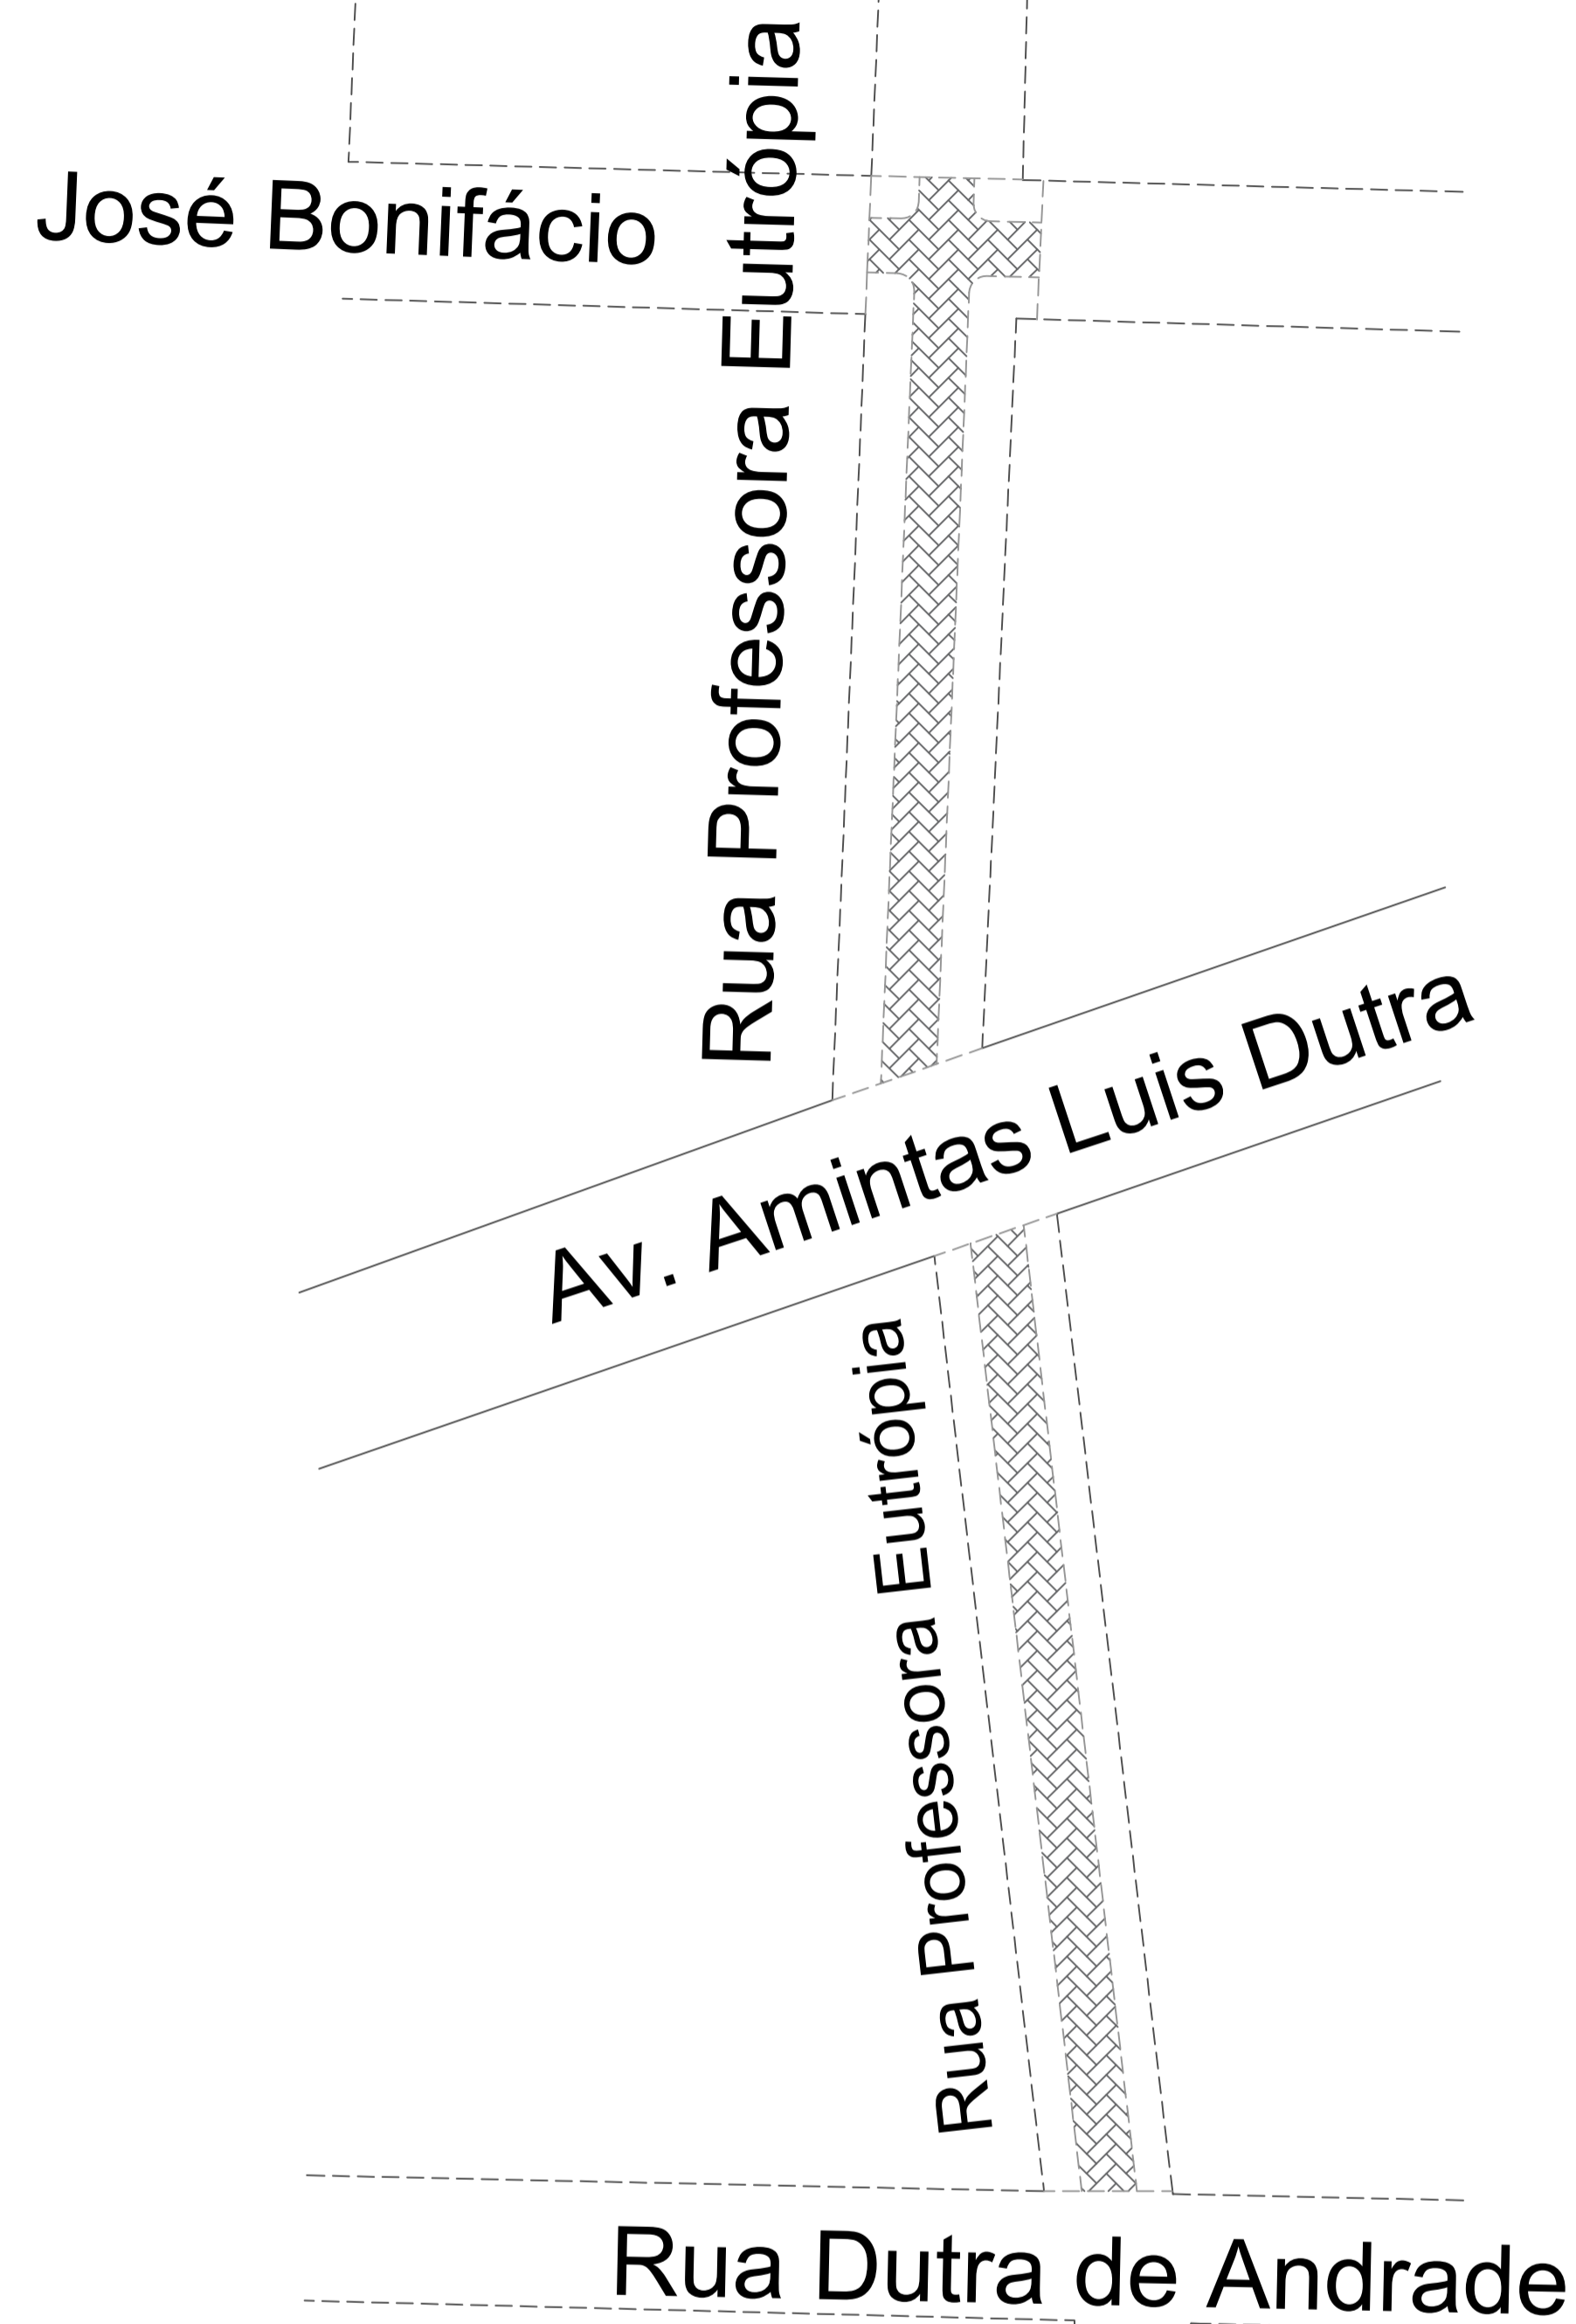 José Bonifácio
Rua Professora Eutrópia
Av. Amintas Luis Dutra
Rua Professora Eutrópia
Rua Dutra de Andrade